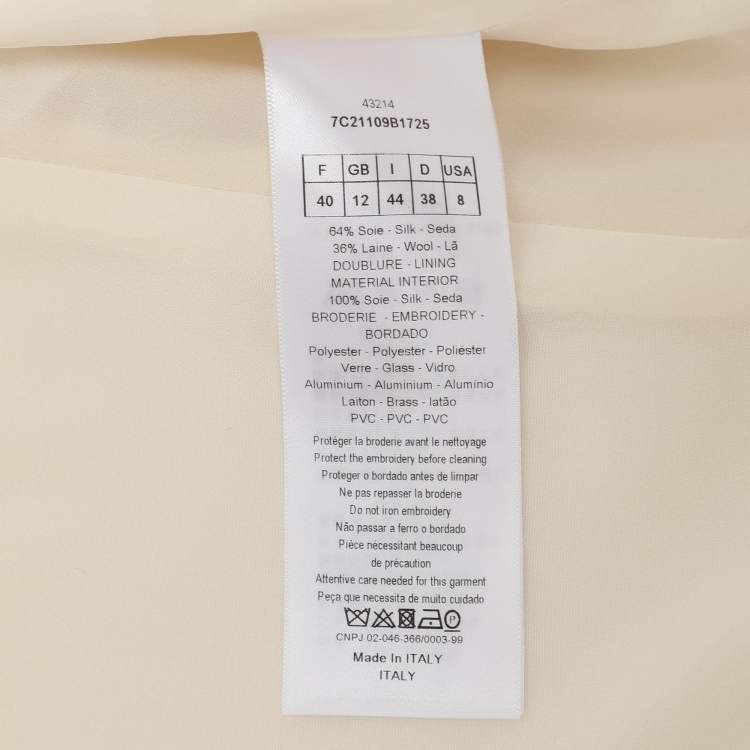 43214
7C21109B1725
F GB I D USA
40 12 44 38 8
64% Soie - Silk - Seda
36% Laine - Wool - Lã
DOUBLURE - LINING
MATERIAL INTERIOR
100% Soie - Silk - Seda
BRODERIE - EMBROIDERY -
BORDADO
Polyester - Polyester - Poliéster
Verre - Glass - Vidro
Aluminium - Aluminium - Alumínio
Laiton - Brass - latão
PVC - PVC - PVC
Protéger la broderie avant le nettoyage
Protect the embroidery before cleaning
Proteger o bordado antes de limpar
Ne pas repasser la broderie
Do not iron embroidery
Não passar a ferro o bordado
Pièce nécessitant beaucoup
de précaution
Attentive care needed for this garment
Peça que necessita de muito cuidado
P
CNPJ 02-046-366/0003-99
Made In ITALY
ITALY